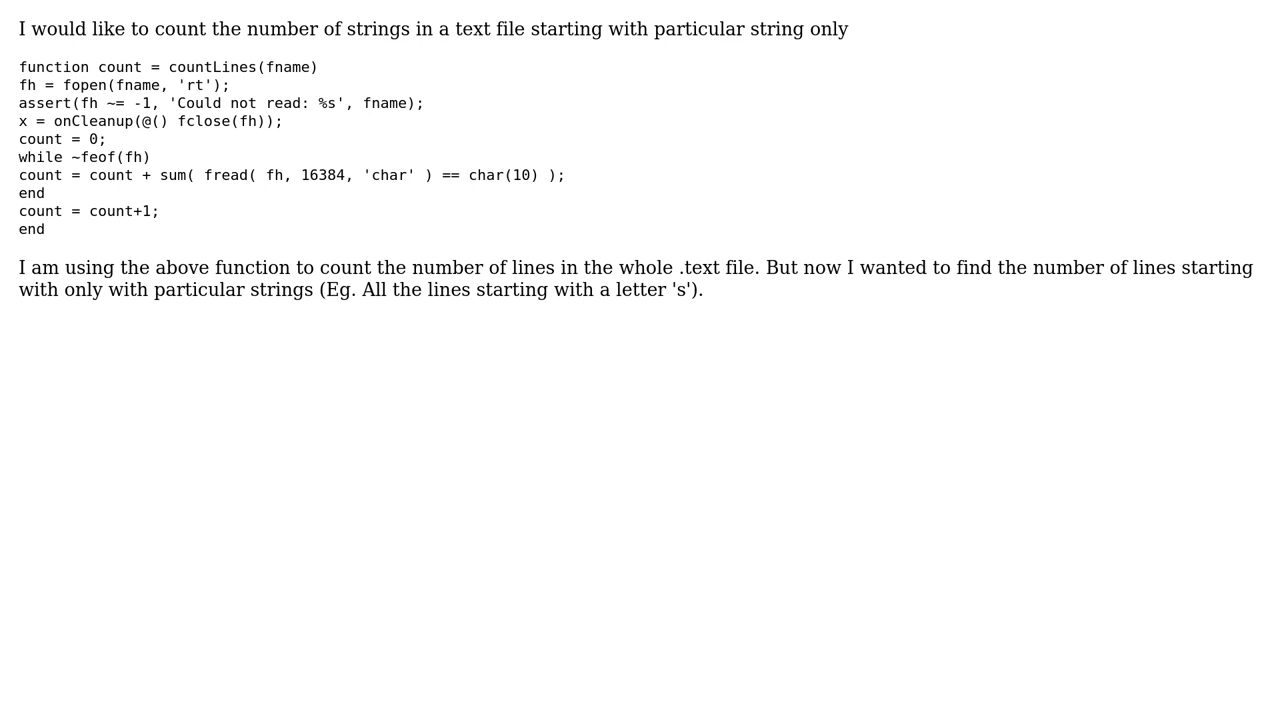 I would like to count the number of strings in a text file starting with particular string only
function count = countLines(fname)
fh = fopen(fname, 'rt');
assert(fh ~= -1, 'Could not read: %s', fname);
x = onCleanup(@() fclose(fh));
count = 0;
while ~feof(fh)
count = count + sum( fread( fh, 16384, 'char' ) == char(10) );
end
count = count+1;
end
I am using the above function to count the number of lines in the whole .text file. But now I wanted to find the number of lines starting
with only with particular strings (Eg. All the lines starting with a letter 's').